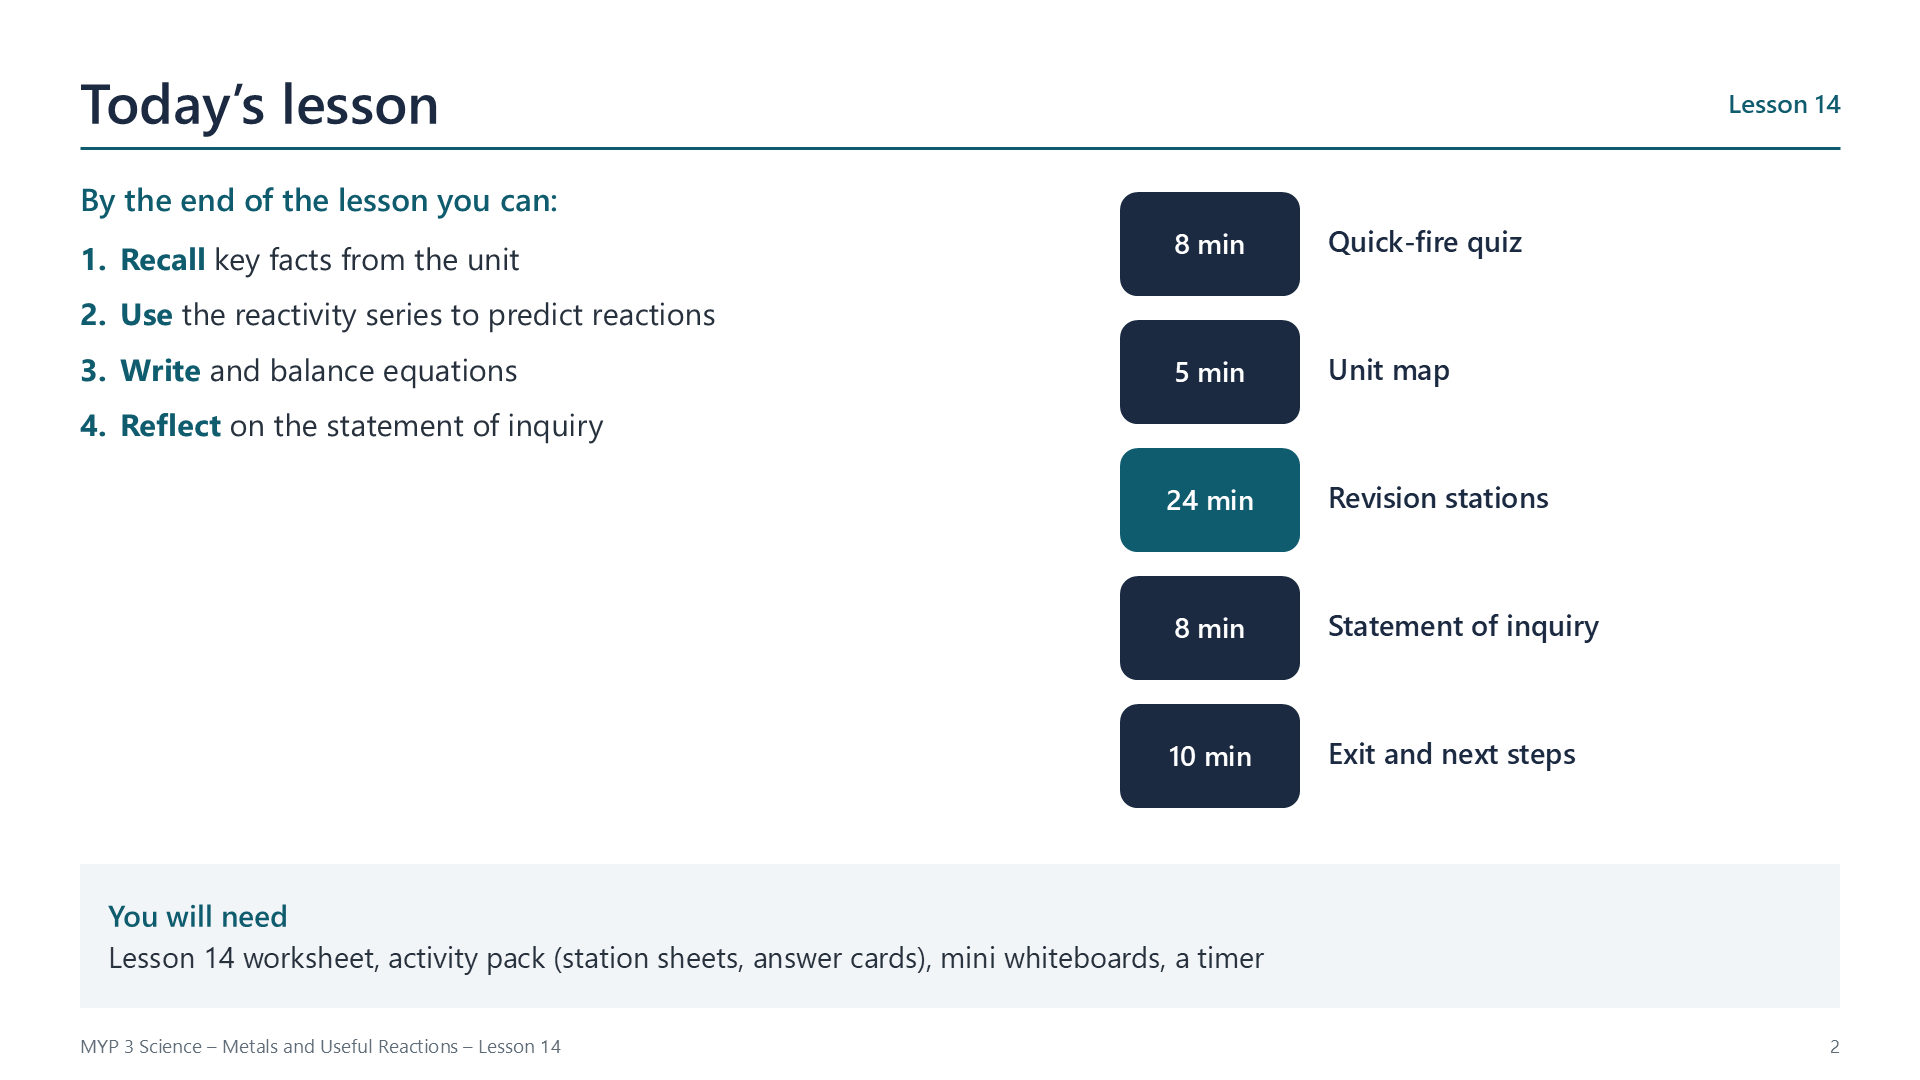 Today’s lesson
Lesson 14
By the end of the lesson you can:
1. Recall key facts from the unit
2. Use the reactivity series to predict reactions
3. Write and balance equations
4. Reflect on the statement of inquiry
8 min
Quick-fire quiz
5 min
Unit map
24 min
Revision stations
8 min
Statement of inquiry
10 min
Exit and next steps
You will need
Lesson 14 worksheet, activity pack (station sheets, answer cards), mini whiteboards, a timer
MYP 3 Science – Metals and Useful Reactions – Lesson 14
2